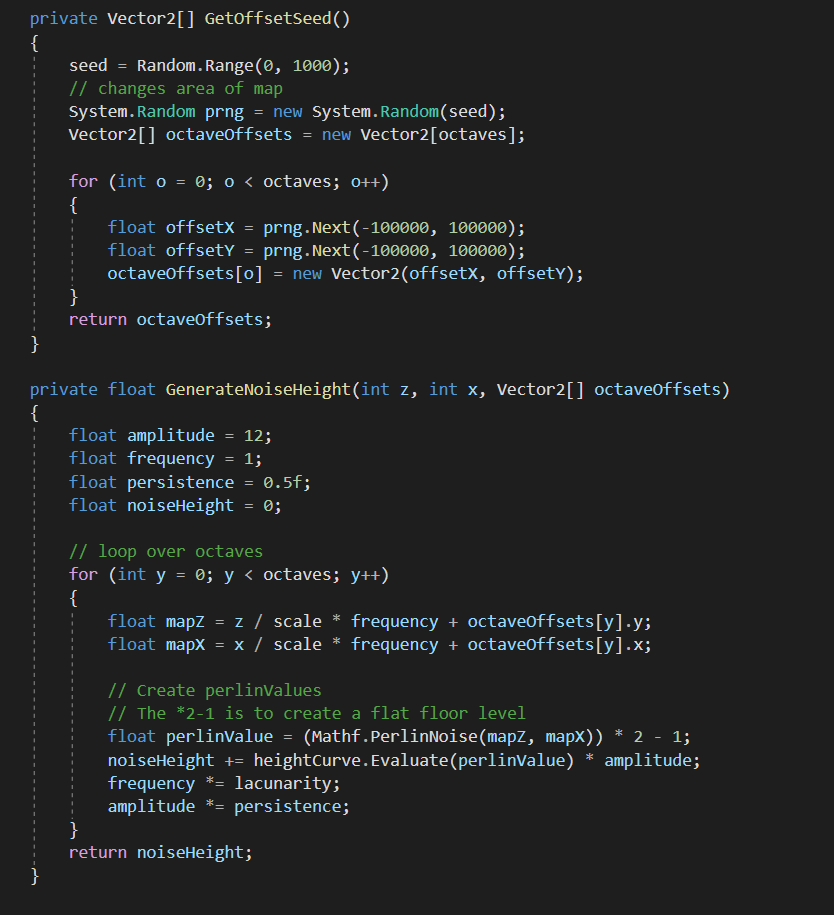 private Vector2[] GetOffsetSeed()
{
    seed = Random.Range(0, 1000);
    // changes area of map
    System.Random prng = new System.Random(seed);
    Vector2[] octaveOffsets = new Vector2[octaves];

    for (int o = 0; o < octaves; o++)
    {
        float offsetX = prng.Next(-100000, 100000);
        float offsetY = prng.Next(-100000, 100000);
        octaveOffsets[o] = new Vector2(offsetX, offsetY);
    }
    return octaveOffsets;
}

private float GenerateNoiseHeight(int z, int x, Vector2[] octaveOffsets)
{
    float amplitude = 12;
    float frequency = 1;
    float persistence = 0.5f;
    float noiseHeight = 0;

    // loop over octaves
    for (int y = 0; y < octaves; y++)
    {
        float mapZ = z / scale * frequency + octaveOffsets[y].y;
        float mapX = x / scale * frequency + octaveOffsets[y].x;

        // Create perlinValues
        // The *2-1 is to create a flat floor level
        float perlinValue = (Mathf.PerlinNoise(mapZ, mapX)) * 2 - 1;
        noiseHeight += heightCurve.Evaluate(perlinValue) * amplitude;
        frequency *= lacunarity;
        amplitude *= persistence;
    }
    return noiseHeight;
}